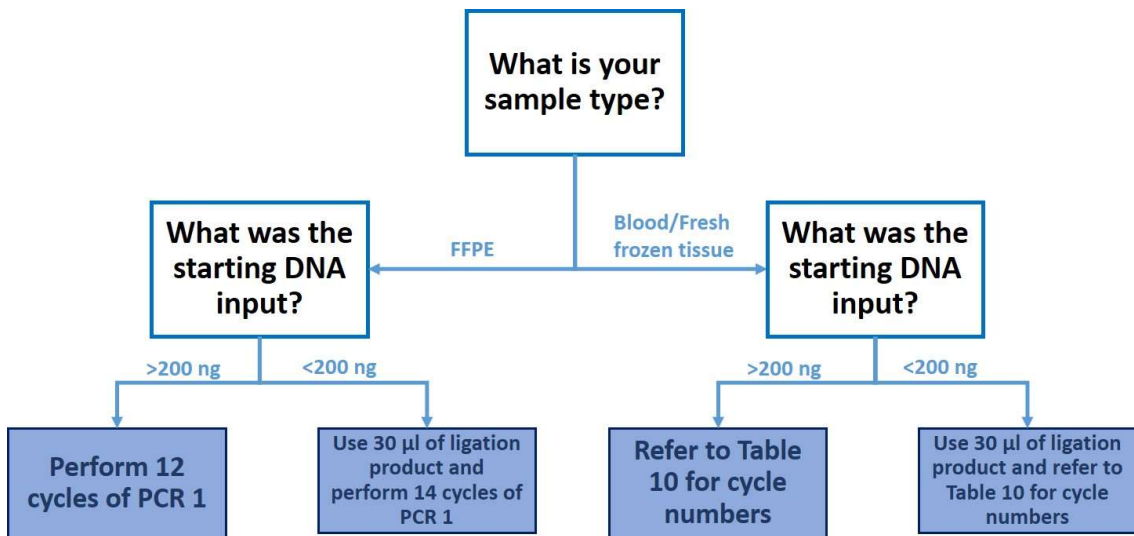 What is your
sample type?
What was the
starting DNA
input?
FFPE
Blood/Fresh
frozen tissue
What was the
starting DNA
input?
>200 ng
<200 ng
>200 ng
<200 ng
Perform 12
cycles of PCR 1
Use 30 µl of ligation
product and
perform 14 cycles of
PCR 1
Refer to Table
10 for cycle
numbers
Use 30 µl of ligation
product and refer to
Table 10 for cycle
numbers